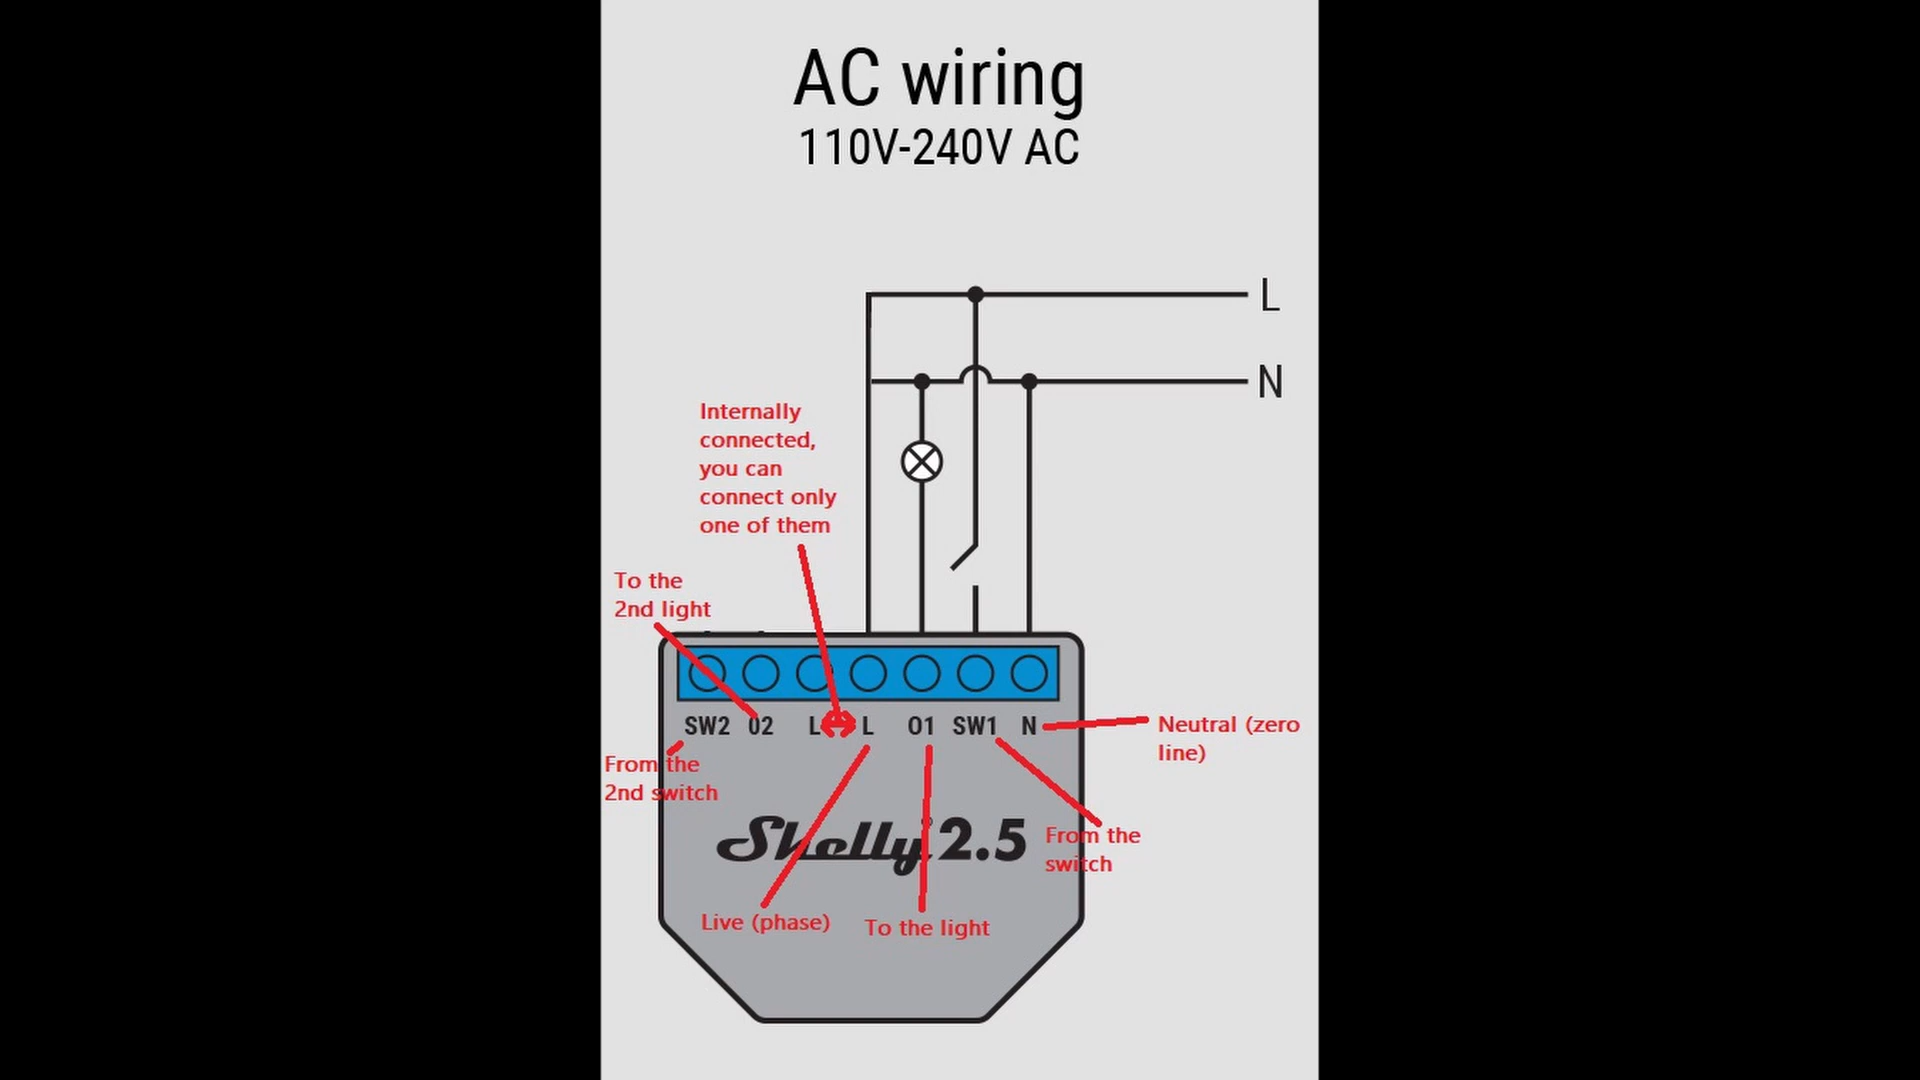 AC wiring
110V-240V AC
L
N
Internally
connected,
you can
connect only
one of them
To the
2nd light
SW2 02 L L O1 SW1 N
Neutral (zero
line)
From the
2nd switch
Shelly® 2.5
From the
switch
Live (phase)
To the light